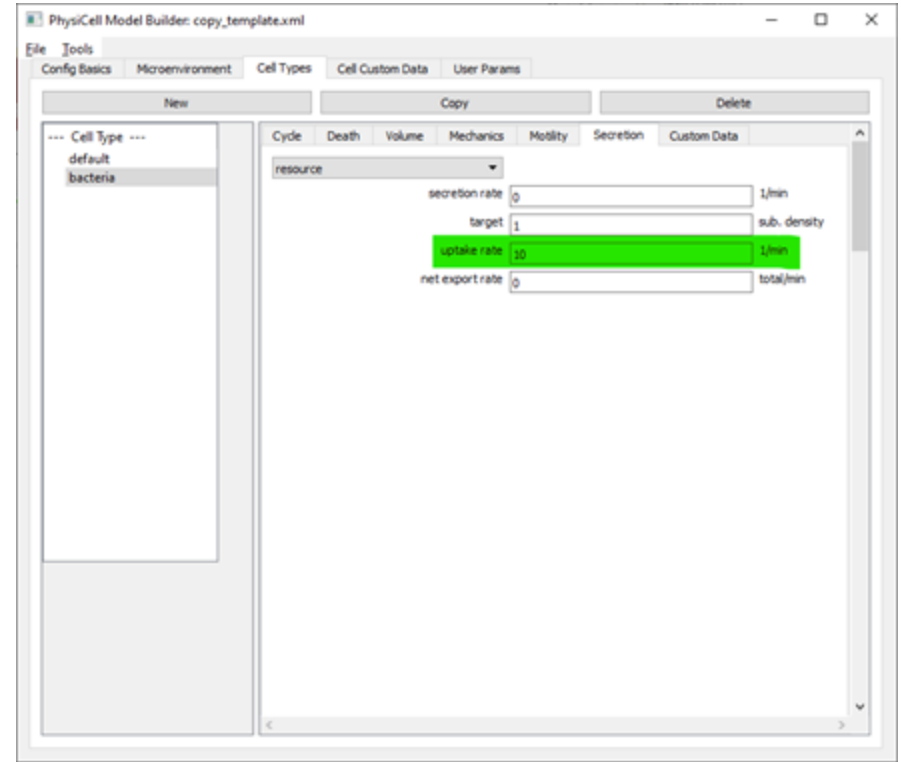 PhysiCell Model Builder: copy_template.xml
File Tools
Config Basics Microenvironment Cell Types Cell Custom Data User Params
New Copy Delete
--- Cell Type ---
default
bacteria
Cycle Death Volume Mechanics Motility Secretion Custom Data
resource
secretion rate 0 1/min
target 1 sub. density
uptake rate 10 1/min
net export rate 0 total/min